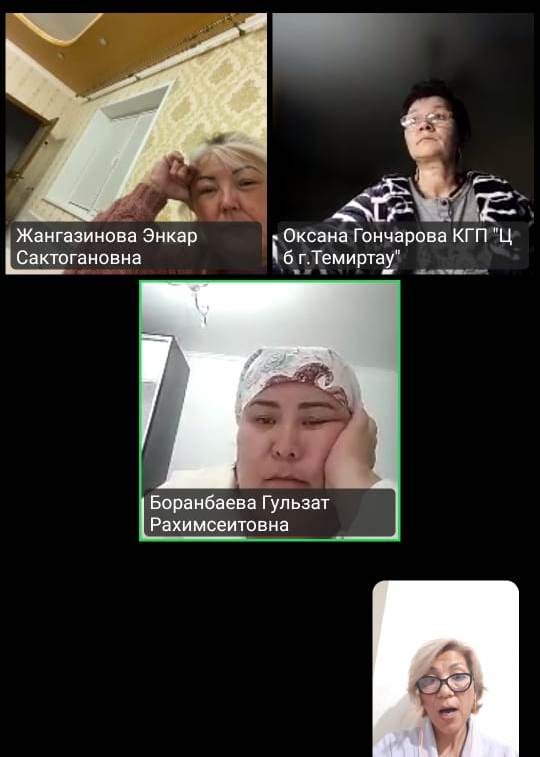 Жангазинова Энкар
Сактогановна
Оксана Гончарова КГП "Ц
б г.Темиртау"
Боранбаева Гульзат
Рахимсеитовна